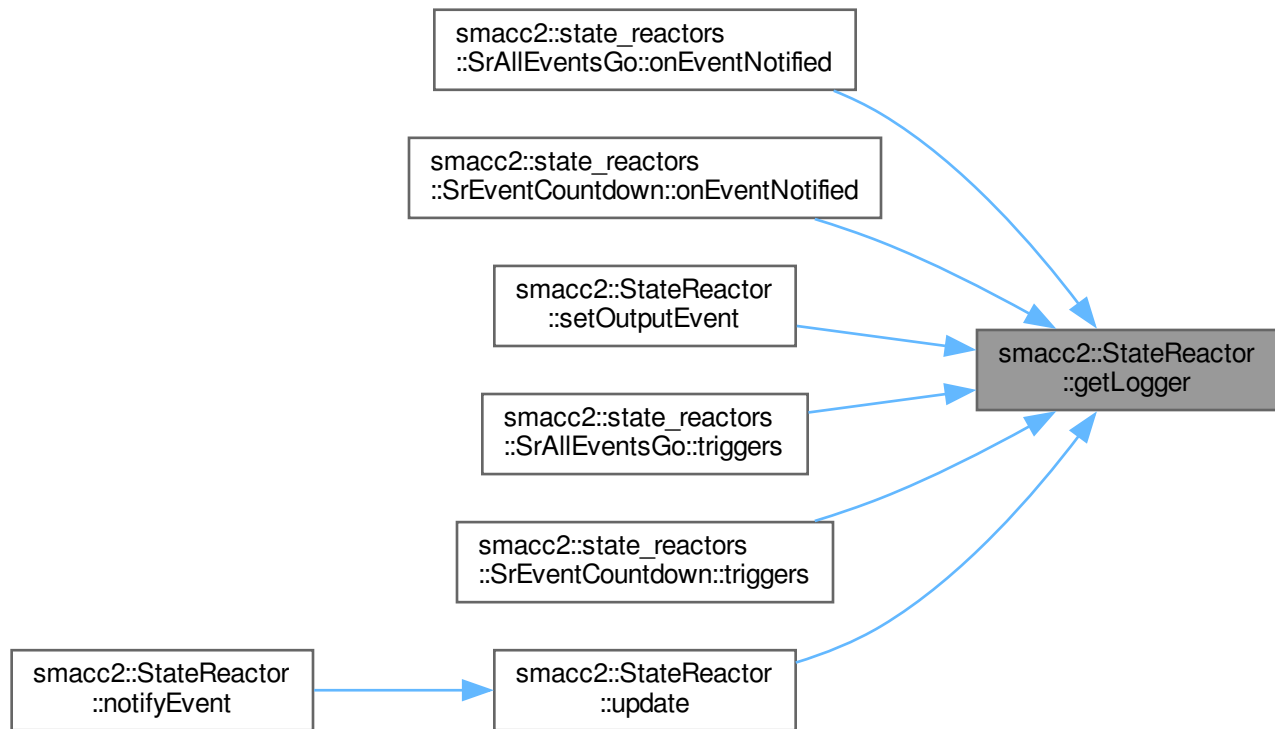 smacc2::state_reactors
::SrAllEventsGo::onEventNotified
smacc2::state_reactors
::SrEventCountdown::onEventNotified
smacc2::StateReactor
::setOutputEvent
smacc2::StateReactor
::getLogger
smacc2::state_reactors
::SrAllEventsGo::triggers
smacc2::state_reactors
::SrEventCountdown::triggers
smacc2::StateReactor
::notifyEvent
smacc2::StateReactor
::update